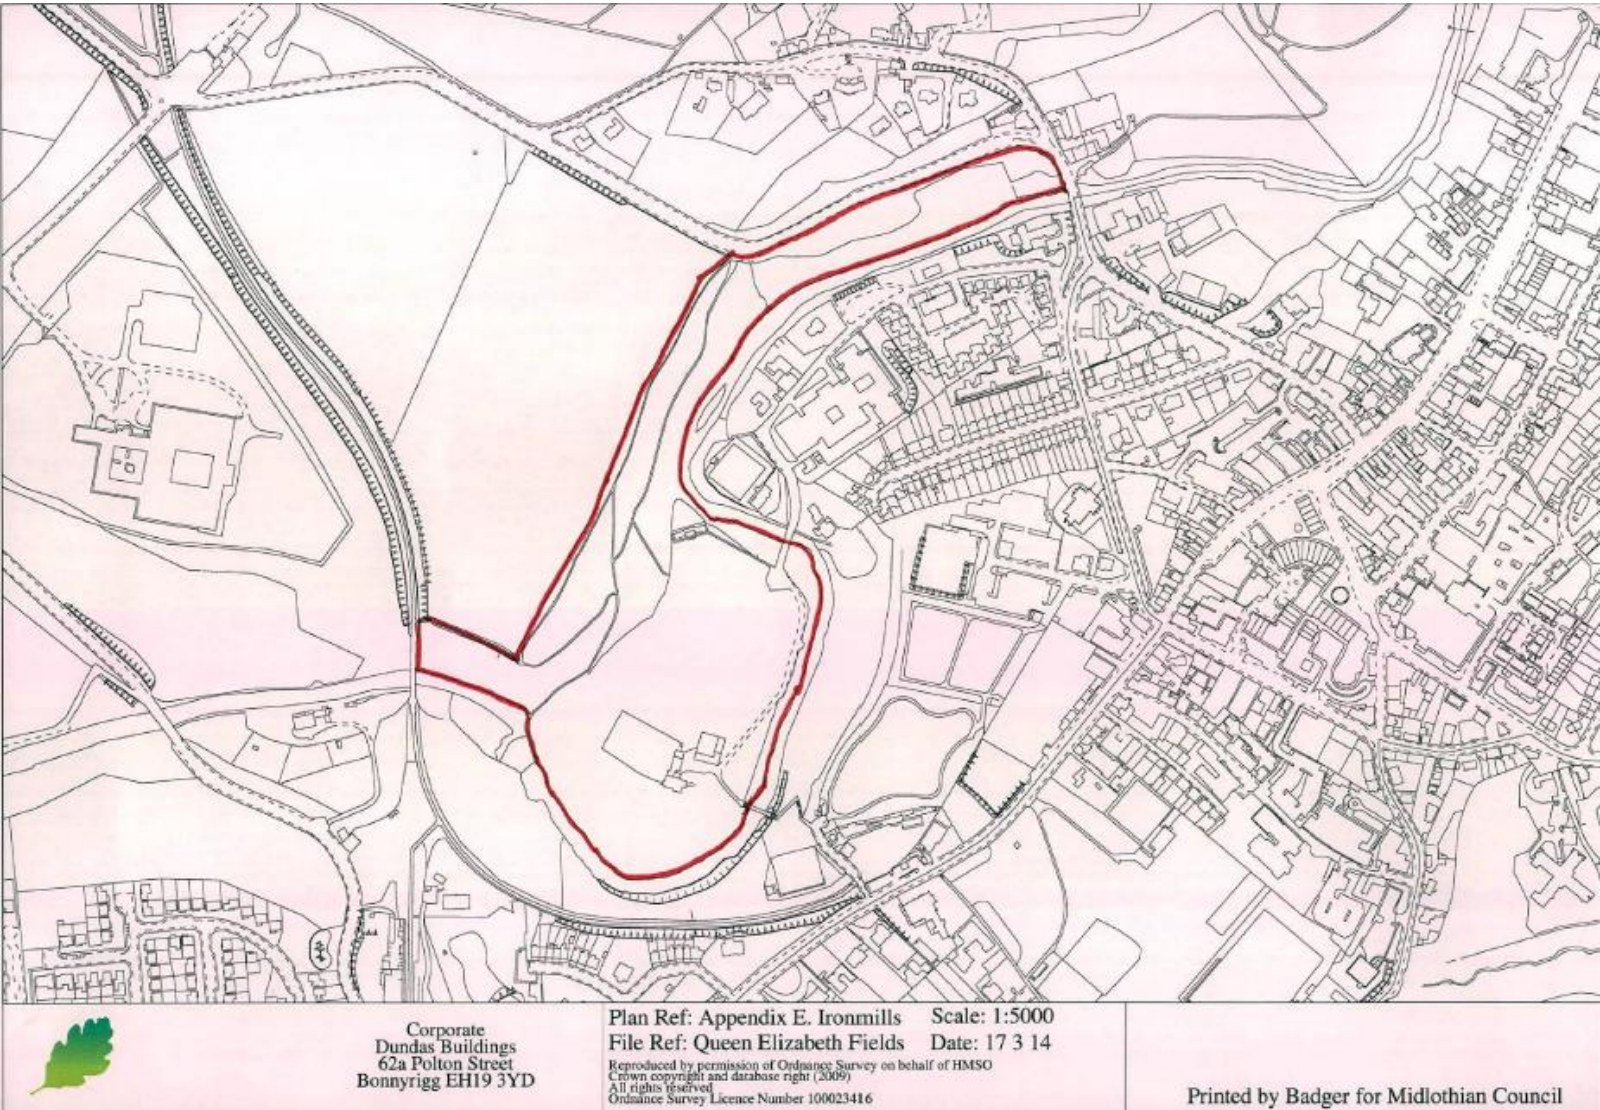 Corporate
Dundas Buildings
62a Polton Street
Bonnyrigg EH19 3YD
Plan Ref: Appendix E. Ironmills Scale: 1:5000
File Ref: Queen Elizabeth Fields Date: 17 3 14
Reproduced by permission of Ordnance Survey on behalf of HMSO
Crown copyright and database right (2009)
All rights reserved
Ordnance Survey Licence Number 100023416
Printed by Badger for Midlothian Council